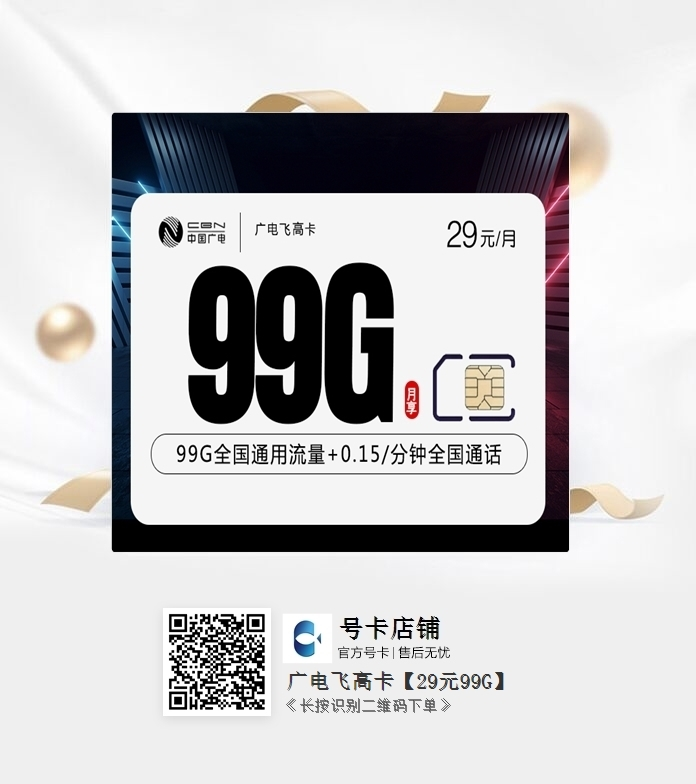 CBN
中国广电
广电飞高卡
29元/月
99G
月享
99G全国通用流量+0.15/分钟全国通话
号卡店铺
官方号卡|售后无忧
广电飞高卡【29元99G】
《长按识别二维码下单》